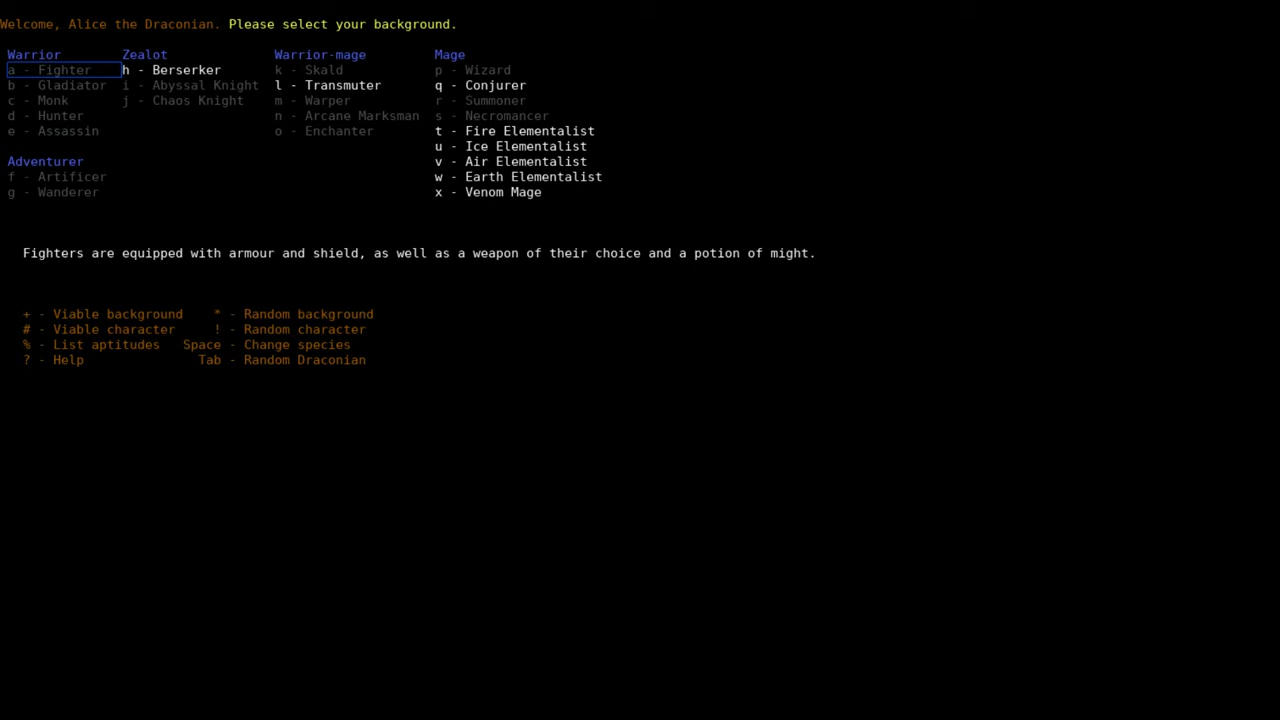 Welcome, Alice the Draconian. Please select your background.
Warrior Zealot Warrior-mage Mage
a - Fighter h - Berserker k - Skald p - Wizard
b - Gladiator i - Abyssal Knight l - Transmuter q - Conjurer
c - Monk j - Chaos Knight m - Warper r - Summoner
d - Hunter n - Arcane Marksman s - Necromancer
e - Assassin o - Enchanter t - Fire Elementalist
u - Ice Elementalist
Adventurer v - Air Elementalist
f - Artificer w - Earth Elementalist
g - Wanderer x - Venom Mage
Fighters are equipped with armour and shield, as well as a weapon of their choice and a potion of might.
+ - Viable background * - Random background
# - Viable character ! - Random character
% - List aptitudes Space - Change species
? - Help Tab - Random Draconian